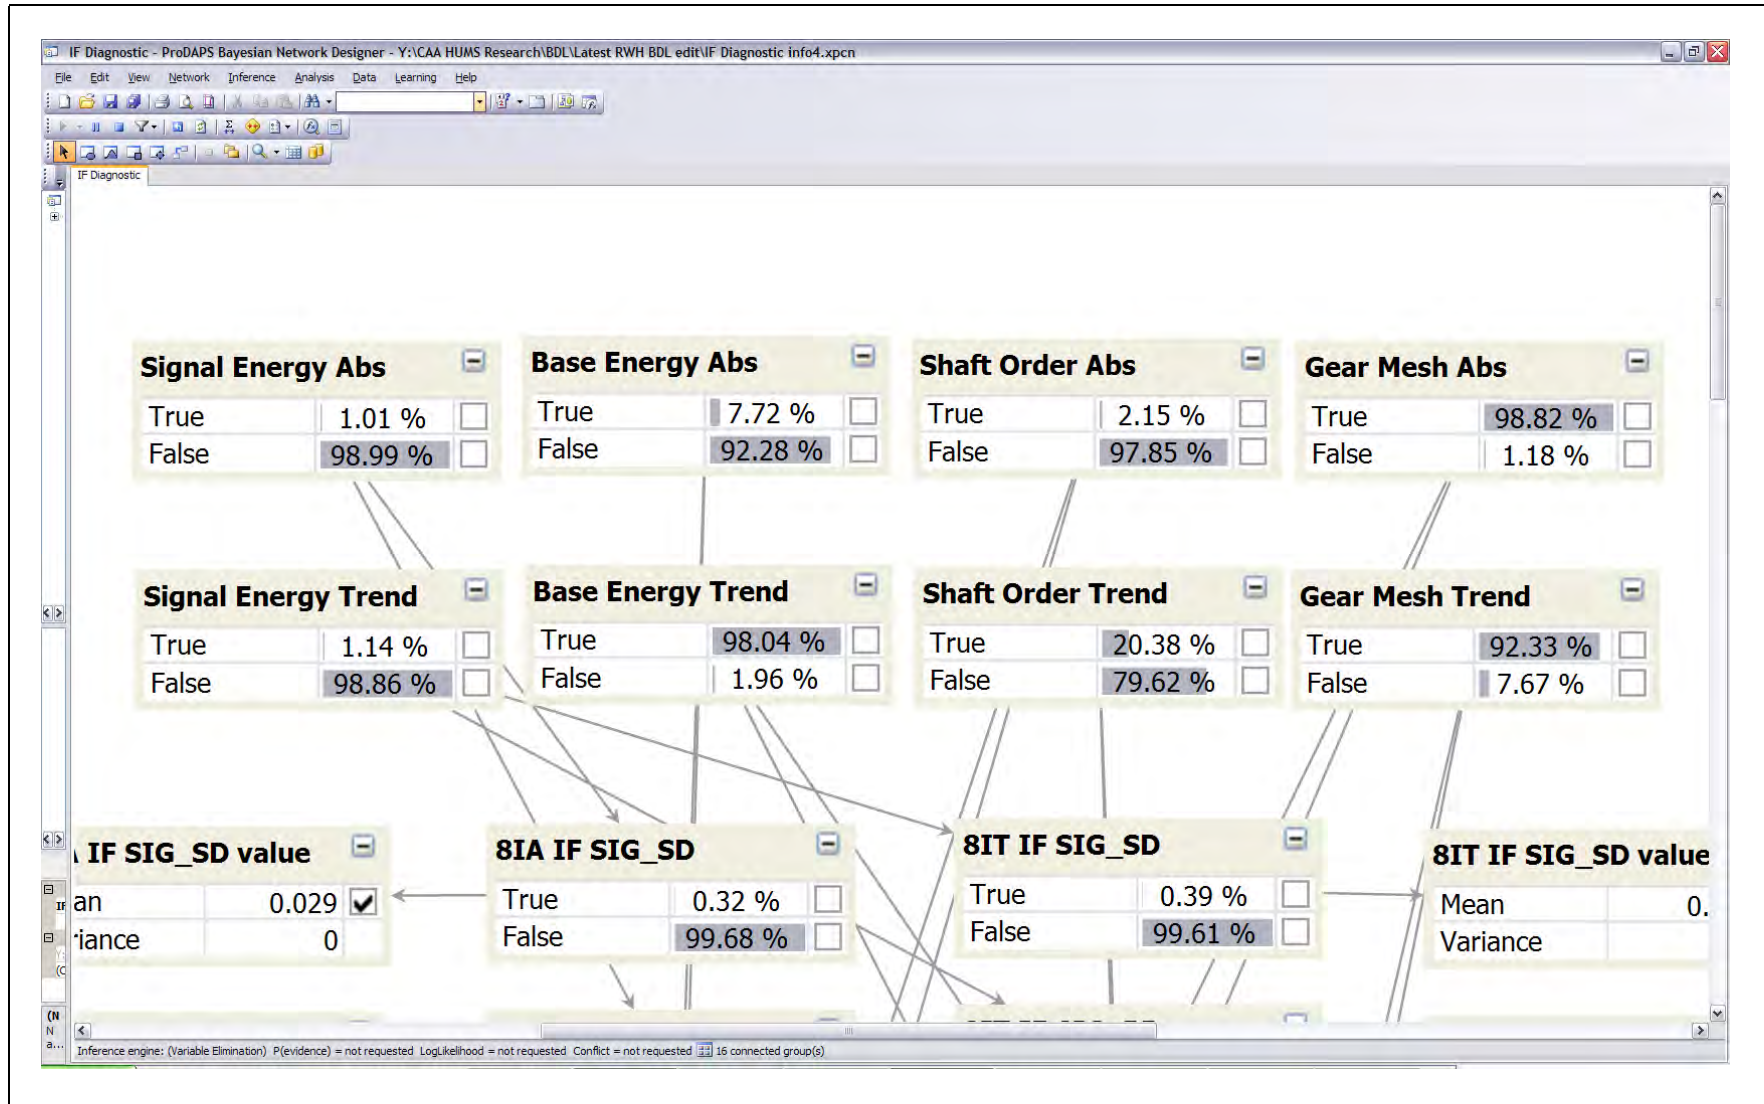 IF Diagnostic - ProDAPS Bayesian Network Designer - Y:\CAA HUMS Research\BDL\Latest RWH BDL edit\IF Diagnostic info4.xpcn
File Edit View Network Inference Analysis Data Learning Help
IF Diagnostic
Signal Energy Abs
True 1.01 %
False 98.99 %
Base Energy Abs
True 7.72 %
False 92.28 %
Shaft Order Abs
True 2.15 %
False 97.85 %
Gear Mesh Abs
True 98.82 %
False 1.18 %
Signal Energy Trend
True 1.14 %
False 98.86 %
Base Energy Trend
True 98.04 %
False 1.96 %
Shaft Order Trend
True 20.38 %
False 79.62 %
Gear Mesh Trend
True 92.33 %
False 7.67 %
IF SIG_SD value
an 0.029
riance 0
8IA IF SIG_SD
True 0.32 %
False 99.68 %
8IT IF SIG_SD
True 0.39 %
False 99.61 %
8IT IF SIG_SD value
Mean 0.
Variance
IF
(N
N
a...
Inference engine: (Variable Elimination) P(evidence) = not requested LogLikelihood = not requested Conflict = not requested 16 connected group(s)